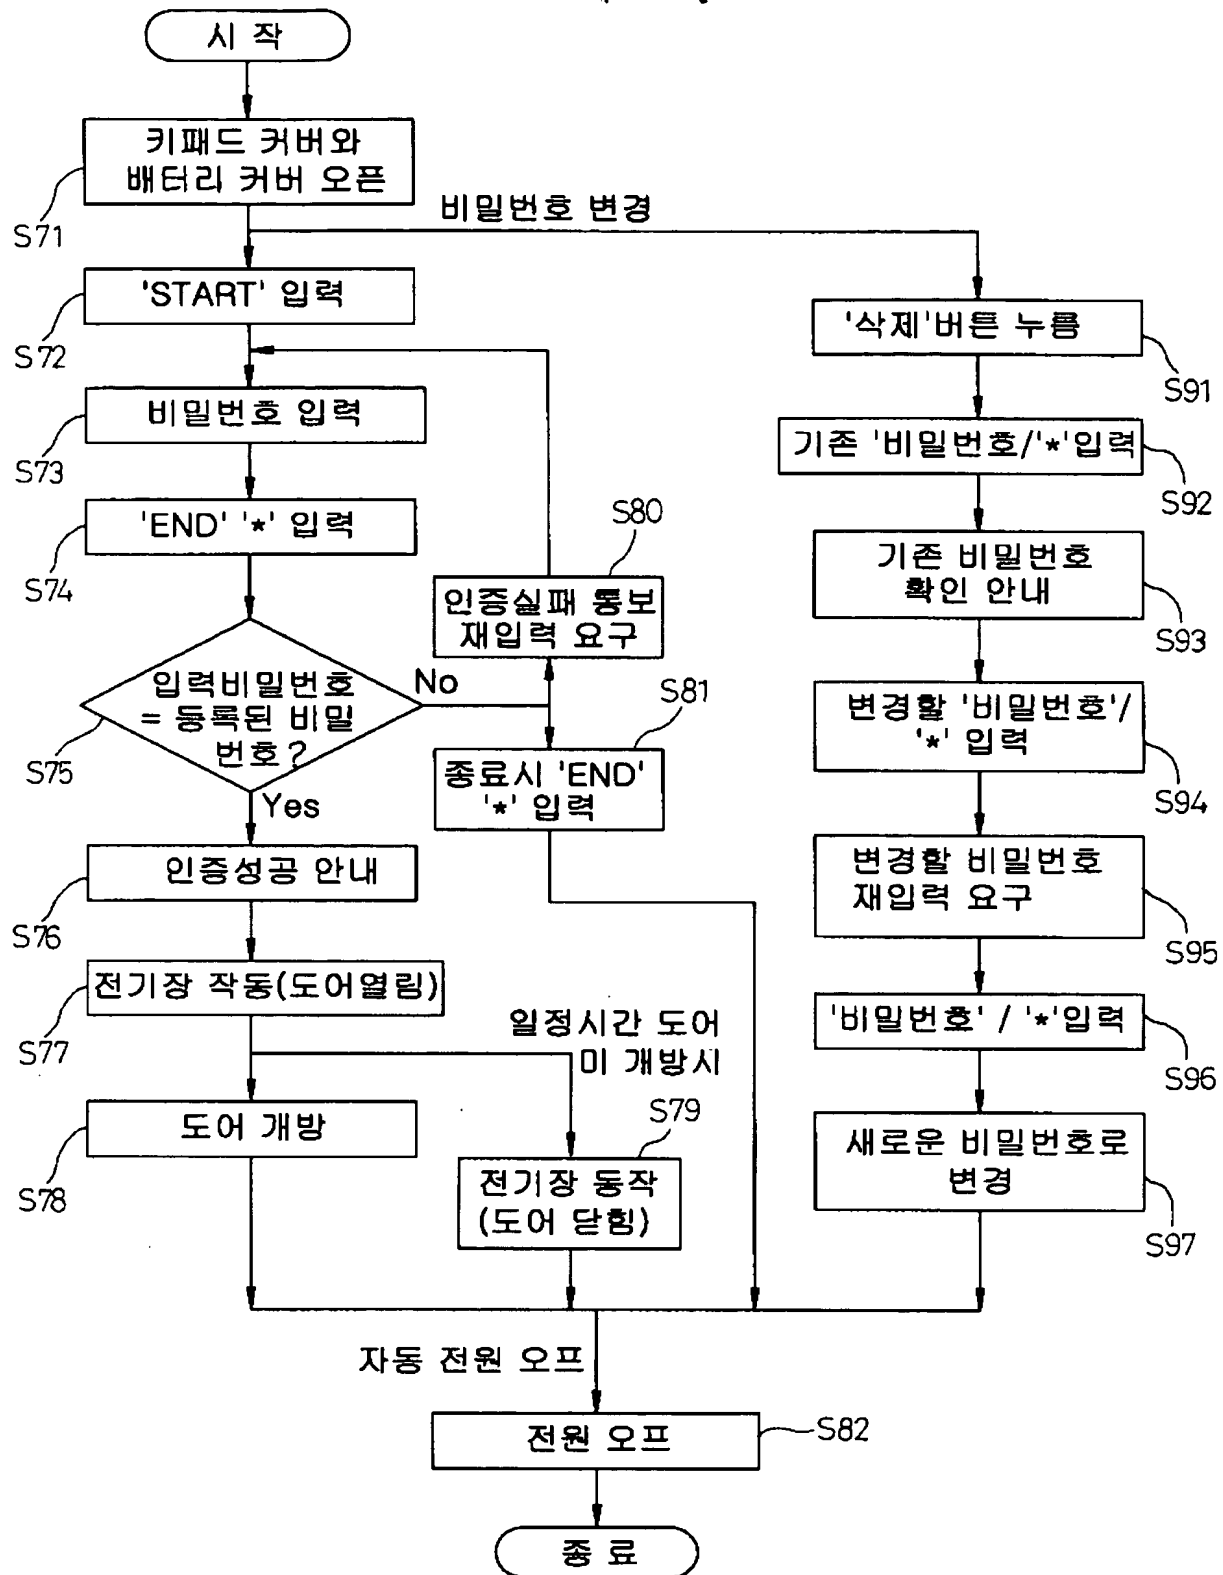 시 작
키패드 커버와
배터리 커버 오픈
S71
비밀번호 변경
'START' 입력
S72
비밀번호 입력
S73
'END' '*' 입력
S74
입력비밀번호
= 등록된 비밀
번호?
S75
No
Yes
S80
인증실패 통보
재입력 요구
S81
종료시 'END'
'*' 입력
인증성공 안내
S76
전기장 작동(도어열림)
S77
일정시간 도어
미 개방시
도어 개방
S78
S79
전기장 동작
(도어 닫힘)
'삭제'버튼 누름
S91
기존 '비밀번호/'*'입력
S92
기존 비밀번호
확인 안내
S93
변경할 '비밀번호'/
'*' 입력
S94
변경할 비밀번호
재입력 요구
S95
'비밀번호' / '*'입력
S96
새로운 비밀번호로
변경
S97
자동 전원 오프
전원 오프
S82
종 료